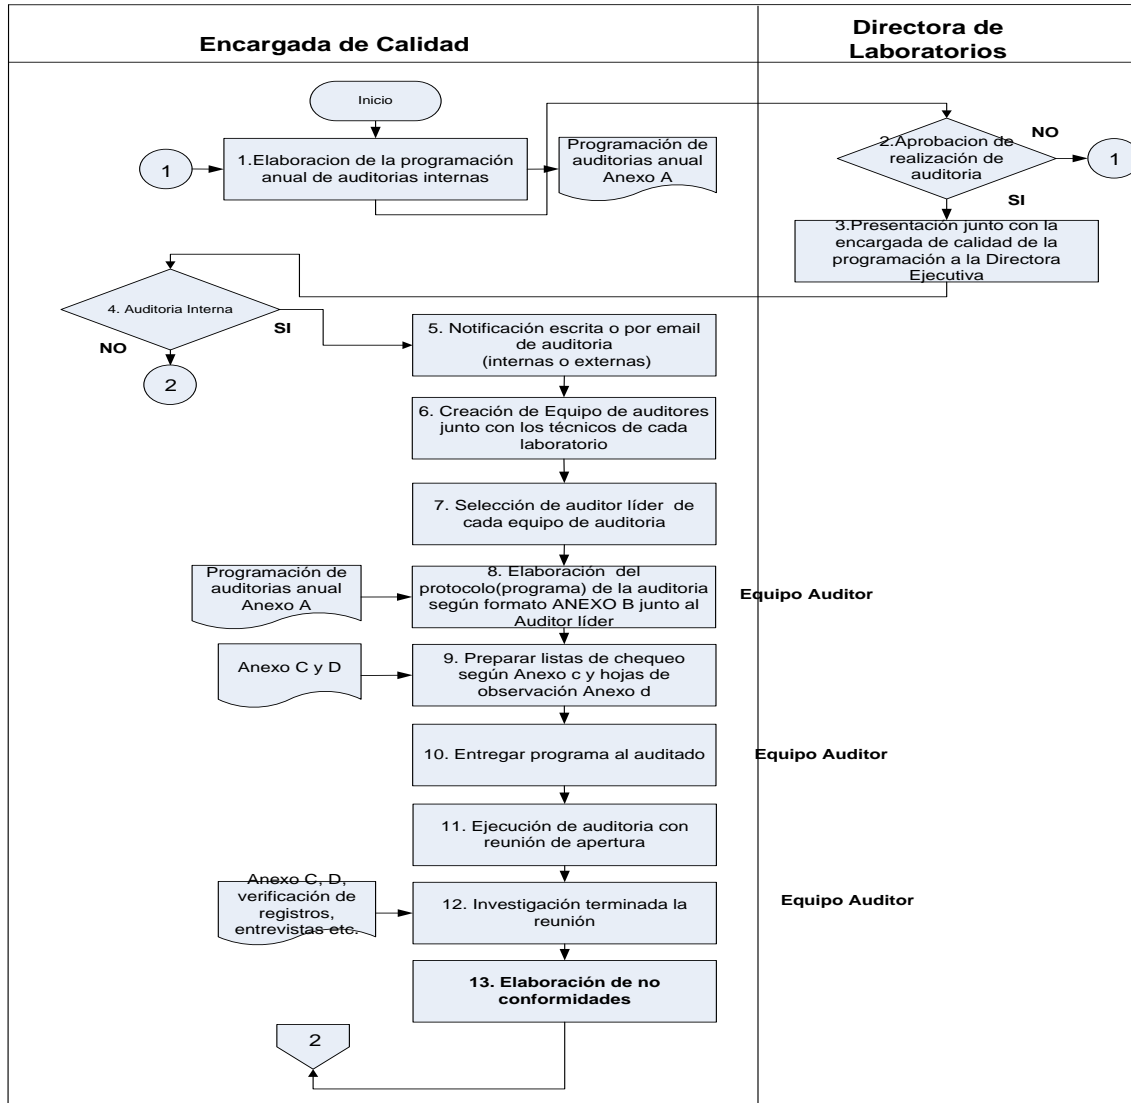 Encargada de Calidad
Directora de
Laboratorios
Inicio
1
1.Elaboracion de la programación
anual de auditorias internas
Programación de
auditorias anual
Anexo A
2.Aprobacion de
realización de
auditoria
NO
1
SI
3.Presentación junto con la
encargada de calidad de la
programación a la Directora
Ejecutiva
4. Auditoria Interna
SI
NO
2
5. Notificación escrita o por email
de auditoria
(internas o externas)
6. Creación de Equipo de auditores
junto con los técnicos de cada
laboratorio
7. Selección de auditor líder de
cada equipo de auditoria
Programación de
auditorias anual
Anexo A
8. Elaboración del
protocolo(programa) de la auditoria
según formato ANEXO B junto al
Auditor líder
Equipo Auditor
Anexo C y D
9. Preparar listas de chequeo
según Anexo c y hojas de
observación Anexo d
10. Entregar programa al auditado
Equipo Auditor
11. Ejecución de auditoria con
reunión de apertura
Anexo C, D,
verificación de
registros,
entrevistas etc.
12. Investigación terminada la
reunión
Equipo Auditor
13. Elaboración de no
conformidades
2